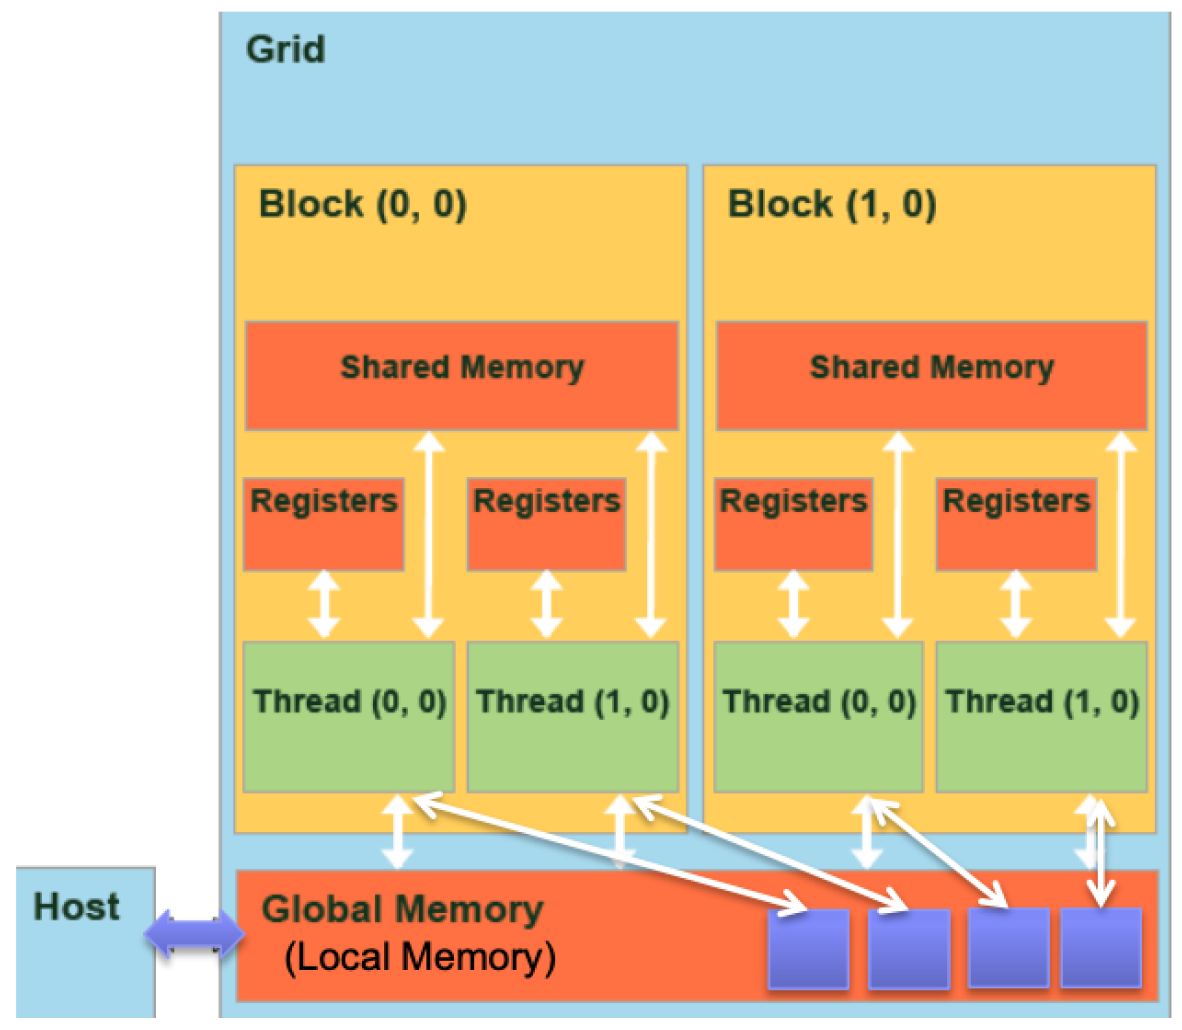 Grid
Block (0, 0)
Block (1, 0)
Shared Memory
Shared Memory
Registers
Registers
Registers
Registers
Thread (0, 0)
Thread (1, 0)
Thread (0, 0)
Thread (1, 0)
Host
Global Memory
(Local Memory)